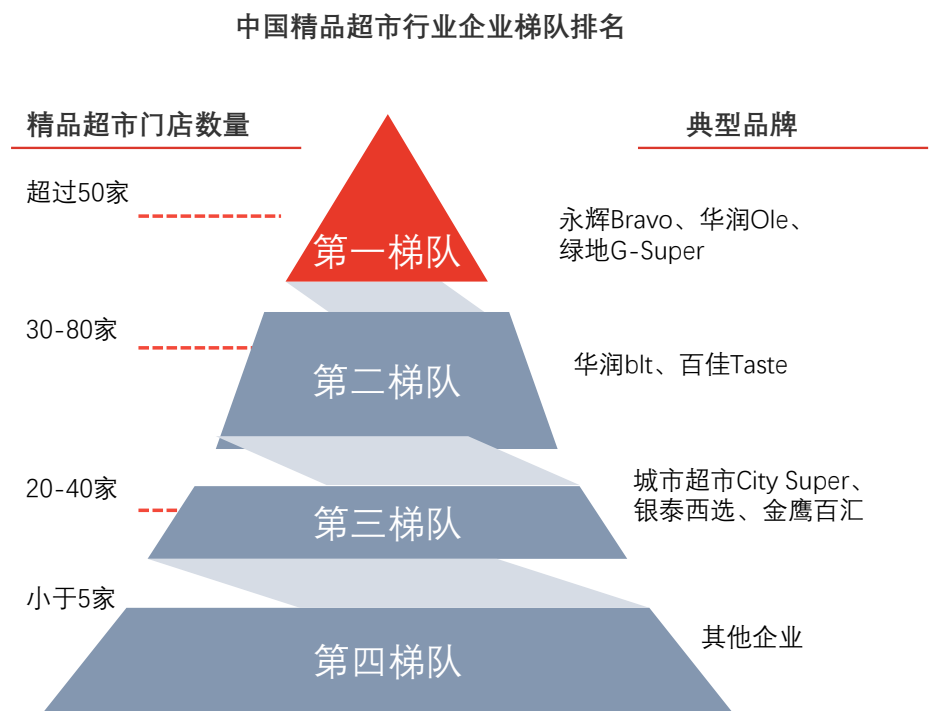 中国精品超市行业企业梯队排名
精品超市门店数量
典型品牌
超过50家
第一梯队
永辉Bravo、华润Ole、
绿地G-Super
30-80家
第二梯队
华润blt、百佳Taste
20-40家
第三梯队
城市超市City Super、
银泰西选、金鹰百汇
小于5家
第四梯队
其他企业